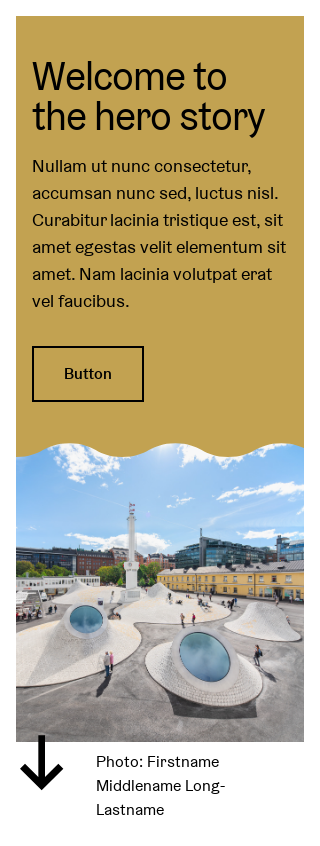 Welcome to
the hero story
Nullam ut nunc consectetur,
accumsan nunc sed, luctus nisl.
Curabitur lacinia tristique est, sit
amet egestas velit elementum sit
amet. Nam lacinia volutpat erat
vel faucibus.
Button
Photo: Firstname
Middlename Long-
Lastname